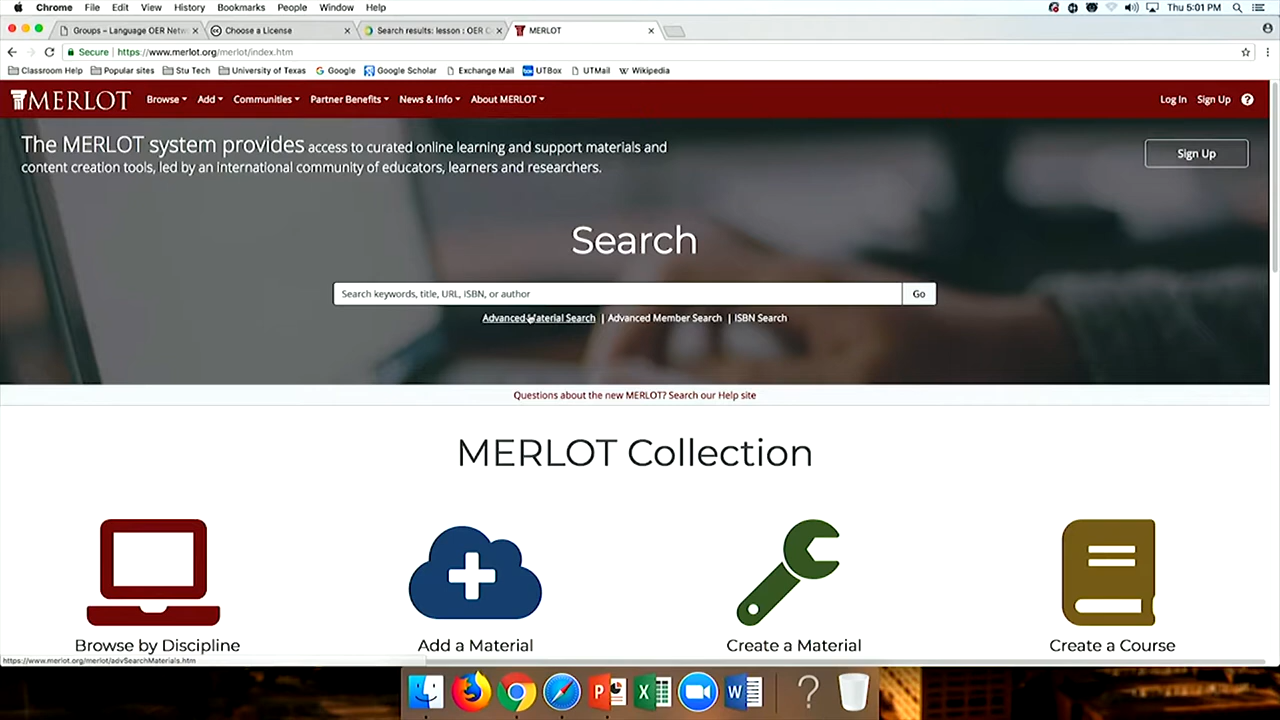 Chrome File Edit View History Bookmarks People Window Help Thu 5:01 PM
Groups – Language OER Netw Choose a License Search results: lesson : OER C MERLOT
Secure https://www.merlot.org/merlot/index.htm
Classroom Help Popular sites Stu Tech University of Texas Google Google Scholar Exchange Mail UTBox UTMail Wikipedia
MERLOT Browse Add Communities Partner Benefits News & Info About MERLOT Log In Sign Up ?
The MERLOT system provides access to curated online learning and support materials and
content creation tools, led by an international community of educators, learners and researchers.
Sign Up
Search
Search keywords, title, URL, ISBN, or author Go
Advanced Material Search | Advanced Member Search | ISBN Search
Questions about the new MERLOT? Search our Help site
MERLOT Collection
Browse by Discipline Add a Material Create a Material Create a Course
https://www.merlot.org/merlot/advSearchMaterials.htm